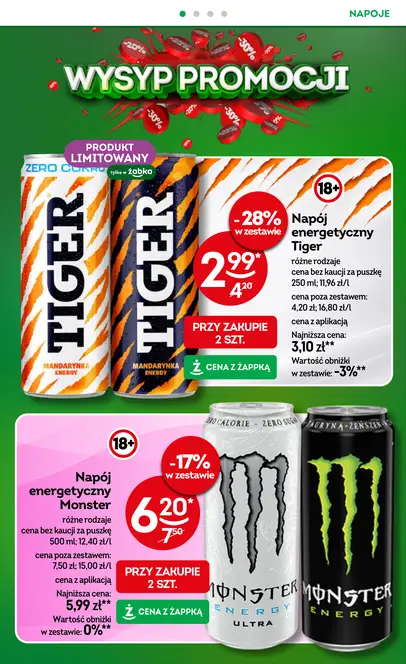 NAPOJE
-30%
-30%
-30%
WYSYP PROMOCJI
PRODUKT
LIMITOWANY
Tylko w żabka
ZERO CUKRU
TIGER
MANDARYNKA
ENERGY
TIGER
MANDARYNKA
ENERGY
18+
-28%
w zestawie
2.99*
4.20
PRZY ZAKUPIE
2 SZT.
Ż CENA Z ŻAPPKĄ
Napój
energetyczny
Tiger
różne rodzaje
cena bez kaucji za puszkę
250 ml; 11,96 zł/l
cena poza zestawem:
4,20 zł; 16,80 zł/l
cena z aplikacją
Najniższa cena:
3,10 zł**
Wartość obniżki
w zestawie: -3%**
18+
Napój
energetyczny
Monster
różne rodzaje
cena bez kaucji za puszkę
500 ml; 12,40 zł/l
cena poza zestawem:
7,50 zł; 15,00 zł/l
cena z aplikacją
Najniższa cena:
5,99 zł**
Wartość obniżki
w zestawie: 0%**
-17%
w zestawie
6.20*
7.50
PRZY ZAKUPIE
2 SZT.
Ż CENA Z ŻAPPKĄ
CALORIE • ZERO SUGAR
MONSTER
ENERGY
ULTRA
TAURYNA + ŻEŃSZEŃ
MONSTER
ENERGY